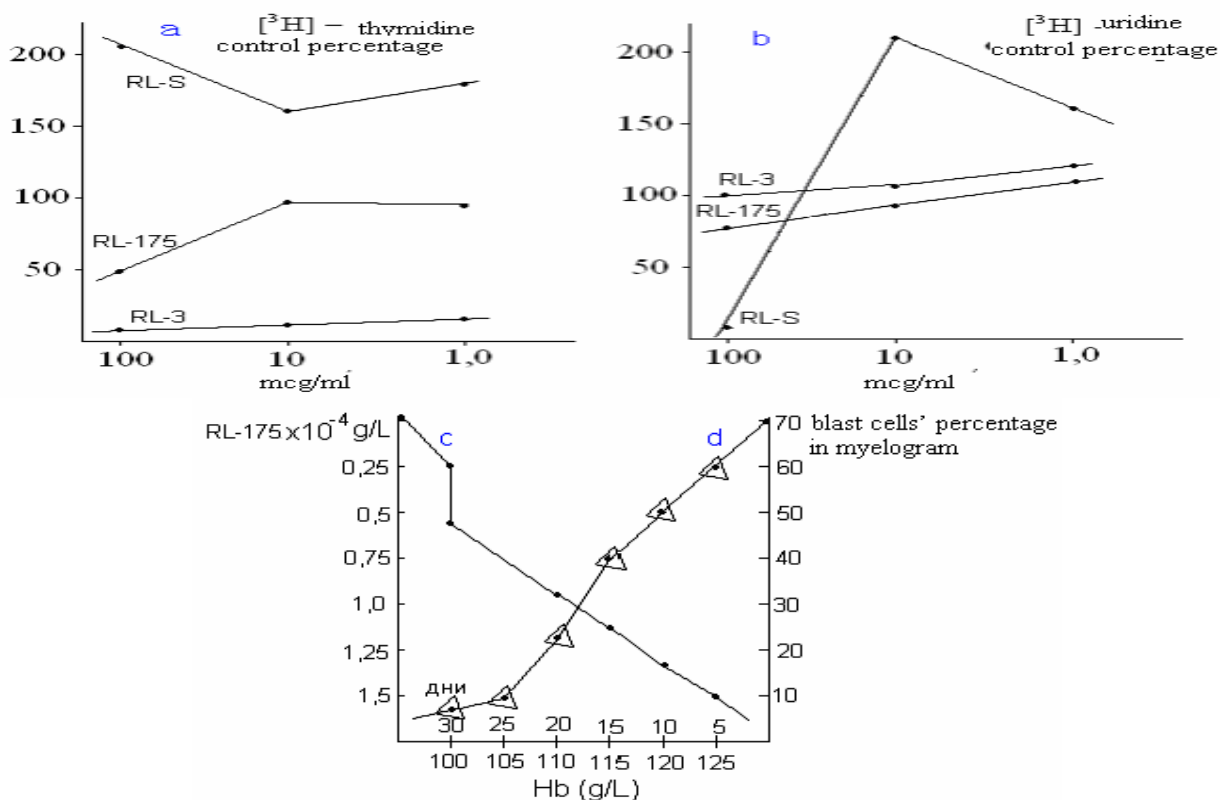 a
[³H] – thymidine
control percentage
200
150
100
50
RL-S
RL-175
RL-3
100 10 1,0
mcg/ml
b
[³H] -uridine
control percentage
200
150
100
50
RL-3
RL-175
RL-S
100 10 1,0
mcg/ml
RL-175x10⁻⁴ g/L
c
d
0,25
0,5
0,75
1,0
1,25
1,5
70 blast cells' percentage
in myelogram
60
50
40
30
20
10
дни
30 25 20 15 10 5
100 105 110 115 120 125
Hb (g/L)